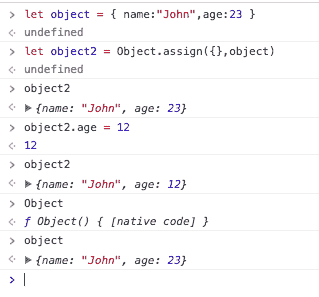 > let object = { name:"John",age:23 }
< undefined
> let object2 = Object.assign({},object)
< undefined
> object2
< ▶{name: "John", age: 23}
> object2.age = 12
< 12
> object2
< ▶{name: "John", age: 12}
> Object
< ƒ Object() { [native code] }
> object
< ▶{name: "John", age: 23}
>